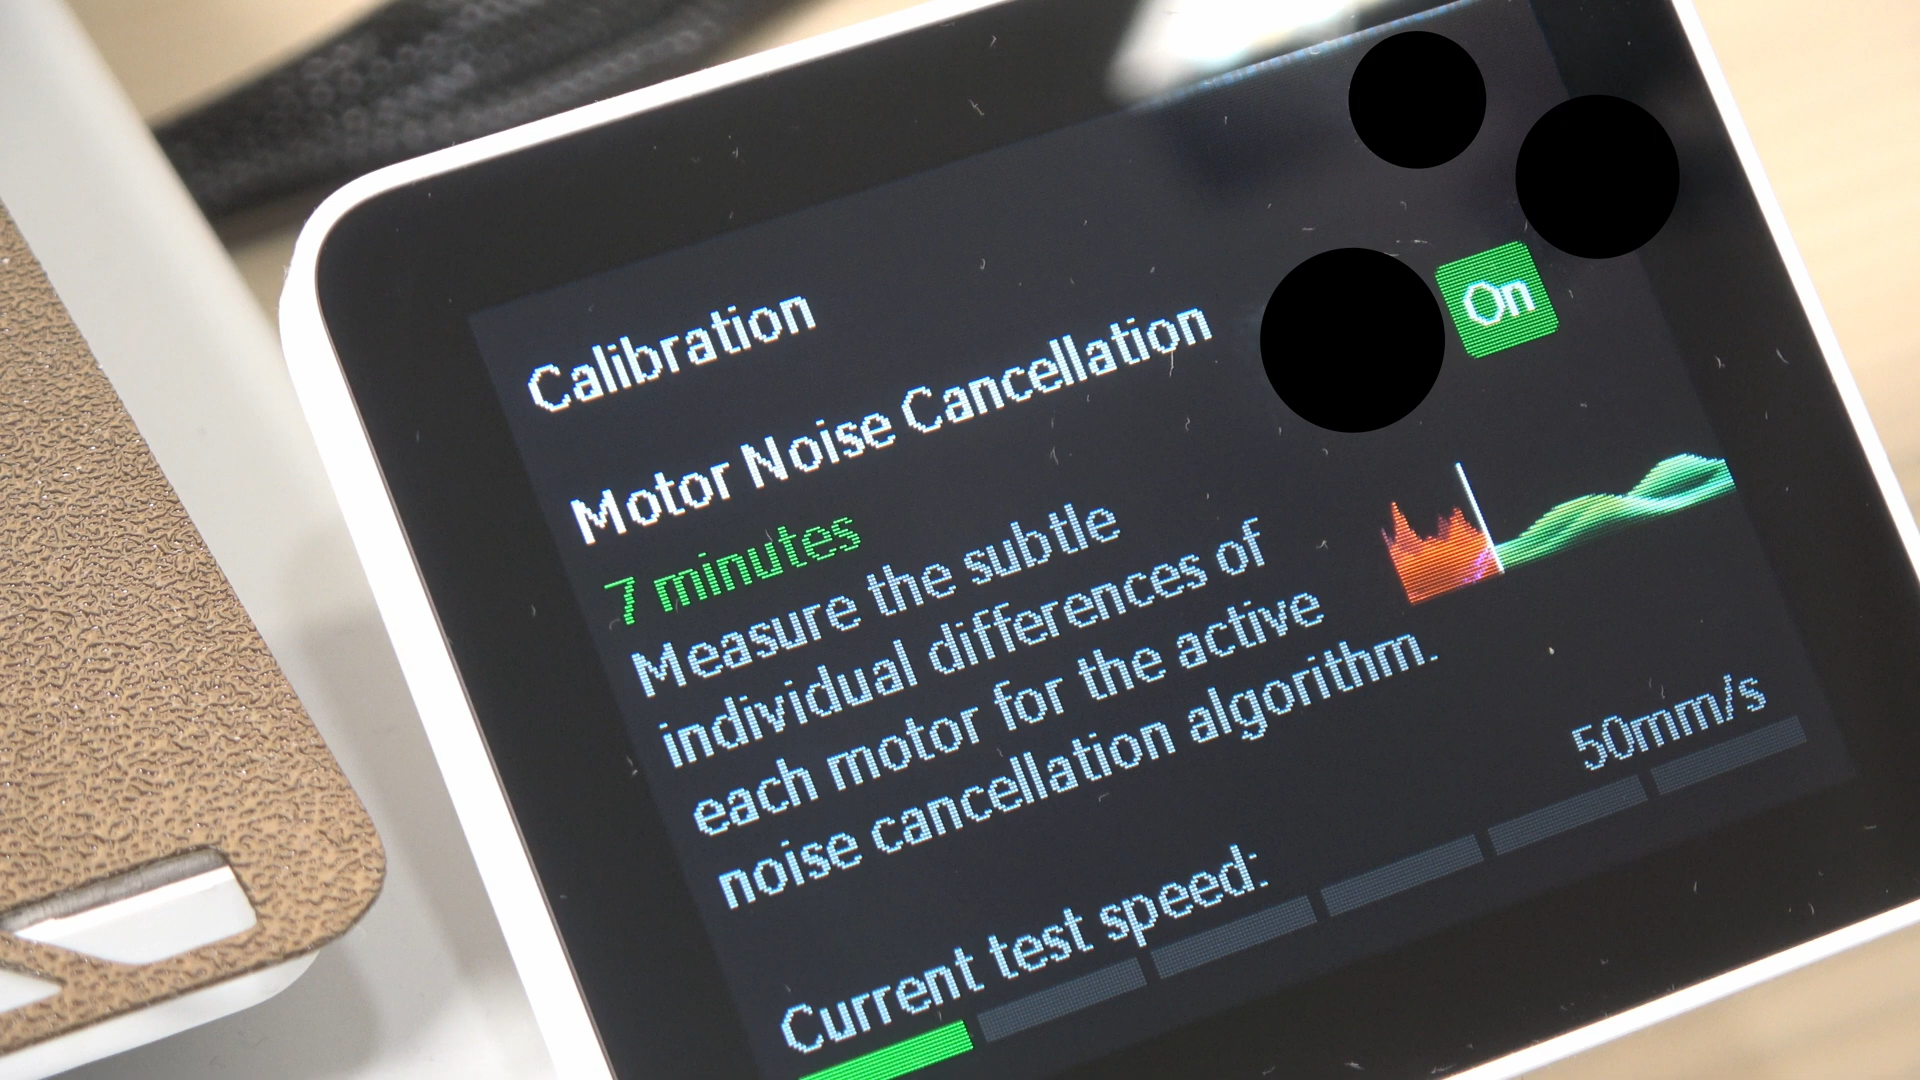 Calibration
Motor Noise Cancellation
On
7 minutes
Measure the subtle
individual differences of
each motor for the active
noise cancellation algorithm.
Current test speed:
50mm/s